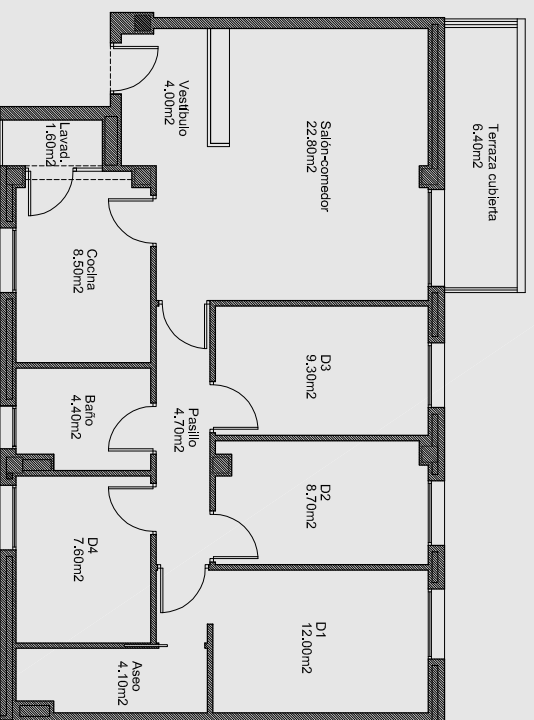 Vestíbulo
4.00m2
Salón-comedor
22.80m2
Terraza cubierta
6.40m2
Lavad.
1.60m2
Cocina
8.50m2
D3
9.30m2
Baño
4.40m2
Pasillo
4.70m2
D2
8.70m2
D4
7.60m2
D1
12.00m2
Aseo
4.10m2